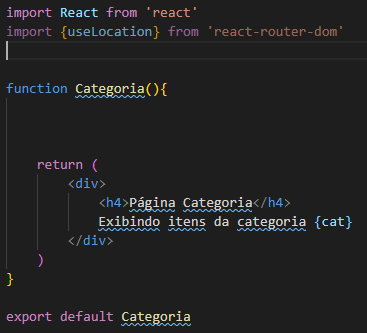 import React from 'react'
import {useLocation} from 'react-router-dom'
function Categoria(){
return (
<div>
<h4>Página Categoria</h4>
Exibindo itens da categoria {cat}
</div>
)
}
export default Categoria